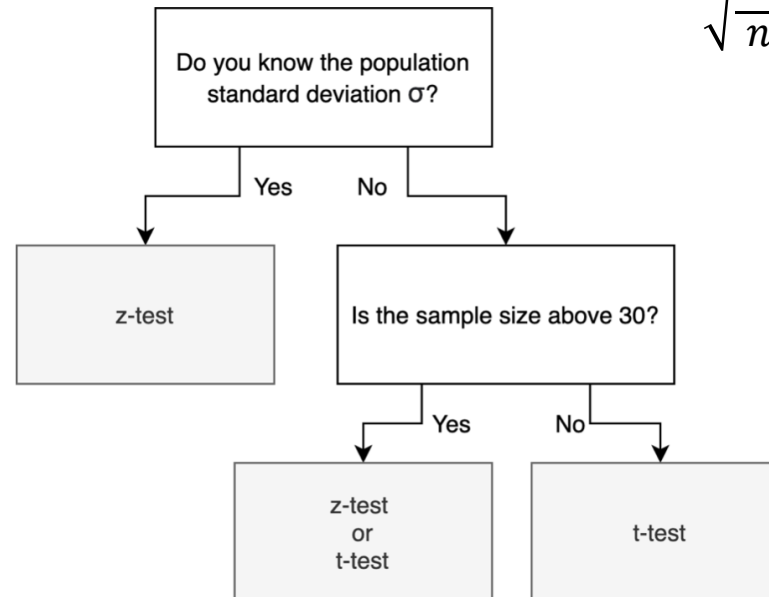 √n
Do you know the population
standard deviation σ?
Yes
No
z-test
Is the sample size above 30?
Yes
No
z-test
or
t-test
t-test